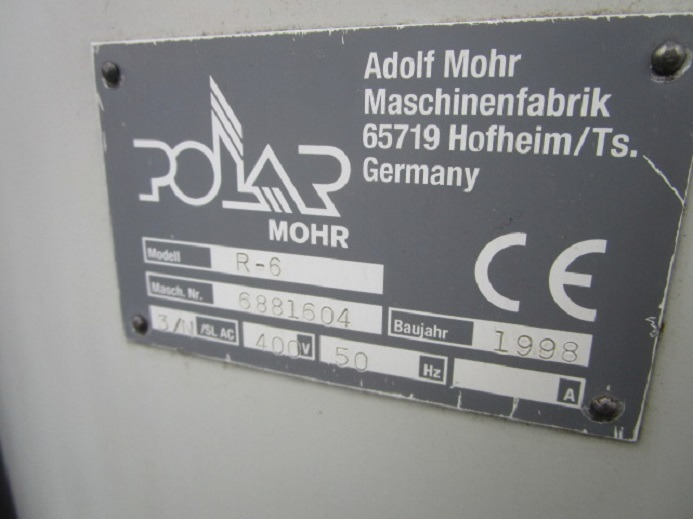 Adolf Mohr
Maschinenfabrik
65719 Hofheim/Ts.
Germany
POLAR
MOHR
CE
Modell R-6
Masch. Nr. 6881604
Baujahr 1998
3/N /SL AC 400 V 50 Hz A